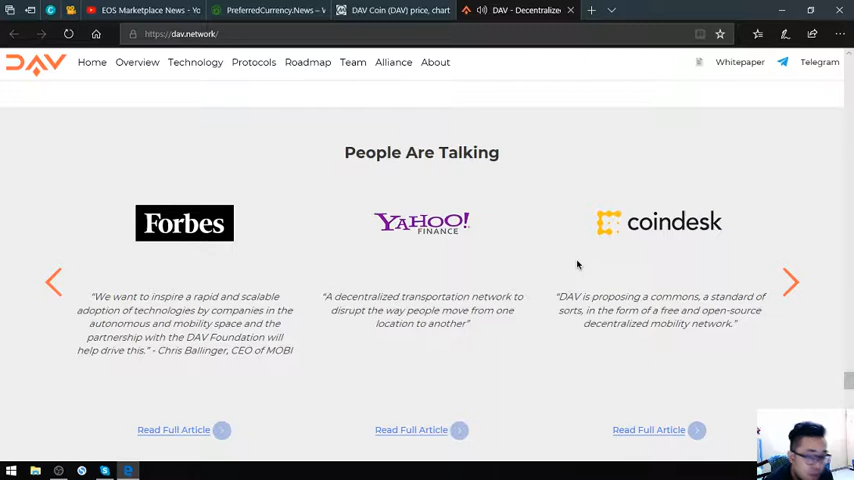 EOS Marketplace News - Yo
PreferredCurrency.News – V
DAV Coin (DAV) price, chart
DAV - Decentralize
https://dav.network/
DAV
Home
Overview
Technology
Protocols
Roadmap
Team
Alliance
About
Whitepaper
Telegram
People Are Talking
Forbes
YAHOO!
FINANCE
coindesk
“We want to inspire a rapid and scalable
adoption of technologies by companies in the
autonomous and mobility space and the
partnership with the DAV Foundation will
help drive this.” - Chris Ballinger, CEO of MOBI
“A decentralized transportation network to
disrupt the way people move from one
location to another”
“DAV is proposing a commons, a standard of
sorts, in the form of a free and open-source
decentralized mobility network.”
Read Full Article
Read Full Article
Read Full Article